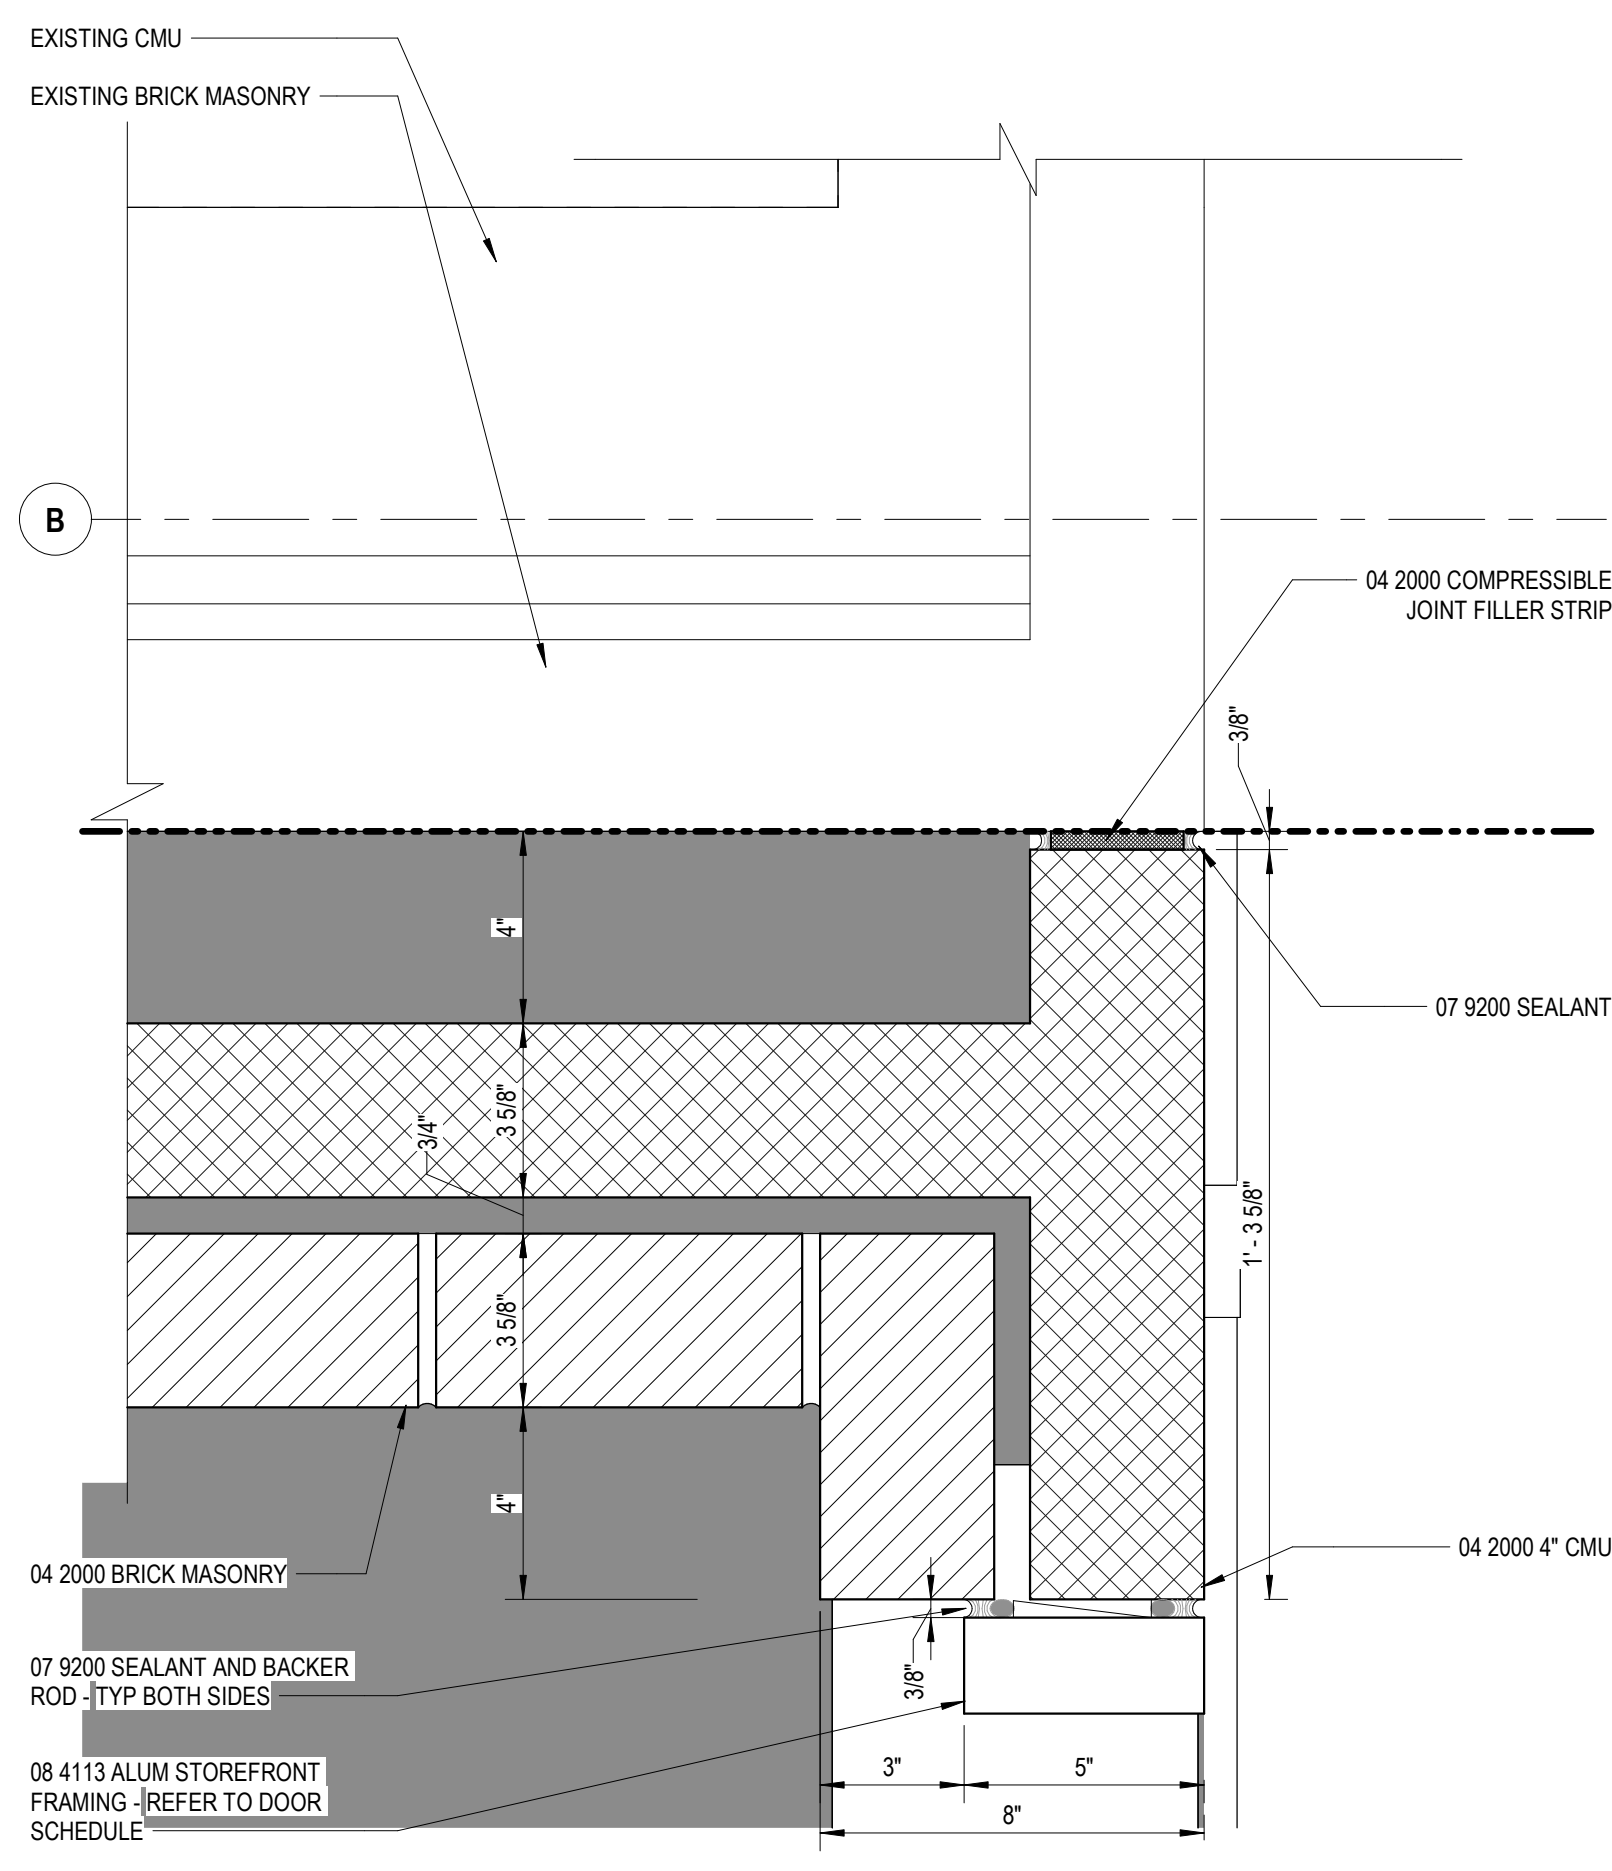 EXISTING CMU
EXISTING BRICK MASONRY
B
04 2000 COMPRESSIBLE
JOINT FILLER STRIP
3/8"
4"
07 9200 SEALANT
3 5/8"
3/4"
1' - 3 5/8"
3 5/8"
4"
04 2000 4" CMU
04 2000 BRICK MASONRY
07 9200 SEALANT AND BACKER
ROD - TYP BOTH SIDES
3/8"
08 4113 ALUM STOREFRONT
FRAMING - REFER TO DOOR
SCHEDULE
3"
5"
8"